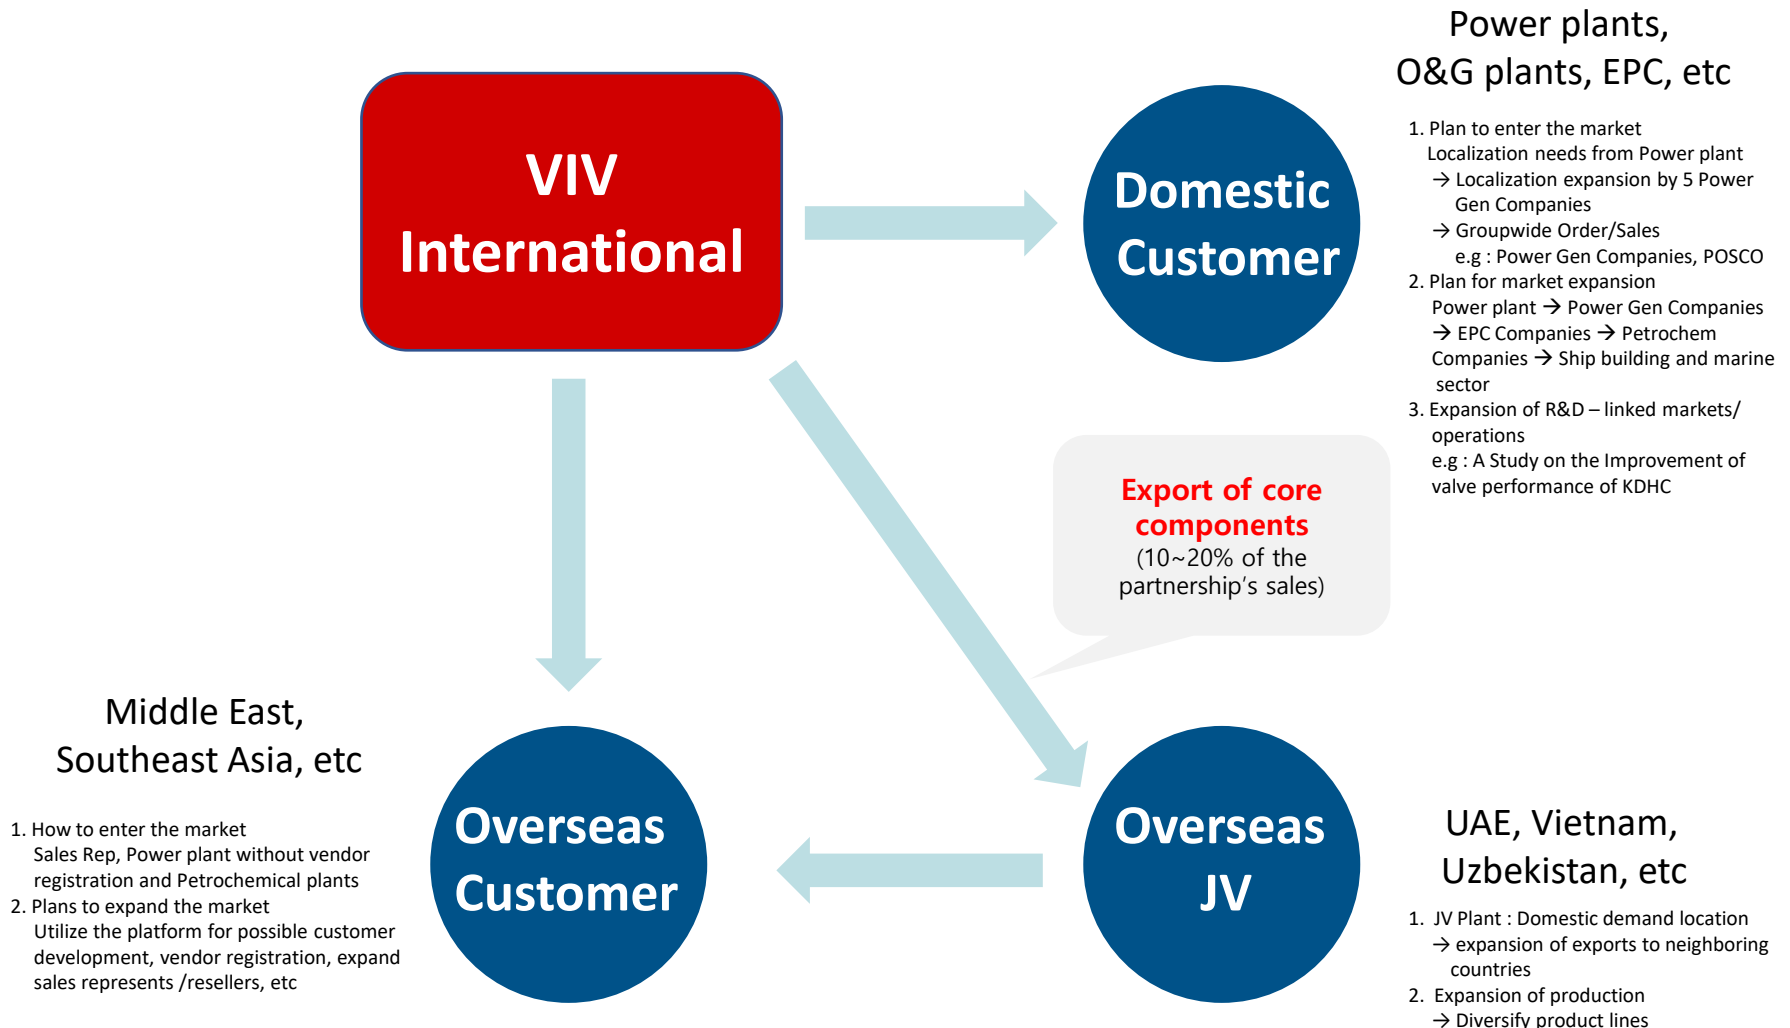 Power plants,
O&G plants, EPC, etc
VIV
International
Domestic
Customer
1. Plan to enter the market
Localization needs from Power plant
→ Localization expansion by 5 Power
Gen Companies
→ Groupwide Order/Sales
e.g : Power Gen Companies, POSCO
2. Plan for market expansion
Power plant → Power Gen Companies
→ EPC Companies → Petrochem
Companies → Ship building and marine
sector
3. Expansion of R&D – linked markets/
operations
e.g : A Study on the Improvement of
valve performance of KDHC
Export of core
components
(10~20% of the
partnership's sales)
Middle East,
Southeast Asia, etc
1. How to enter the market
Sales Rep, Power plant without vendor
registration and Petrochemical plants
2. Plans to expand the market
Utilize the platform for possible customer
development, vendor registration, expand
sales represents /resellers, etc
Overseas
Customer
Overseas
JV
UAE, Vietnam,
Uzbekistan, etc
1. JV Plant : Domestic demand location
→ expansion of exports to neighboring
countries
2. Expansion of production
→ Diversify product lines